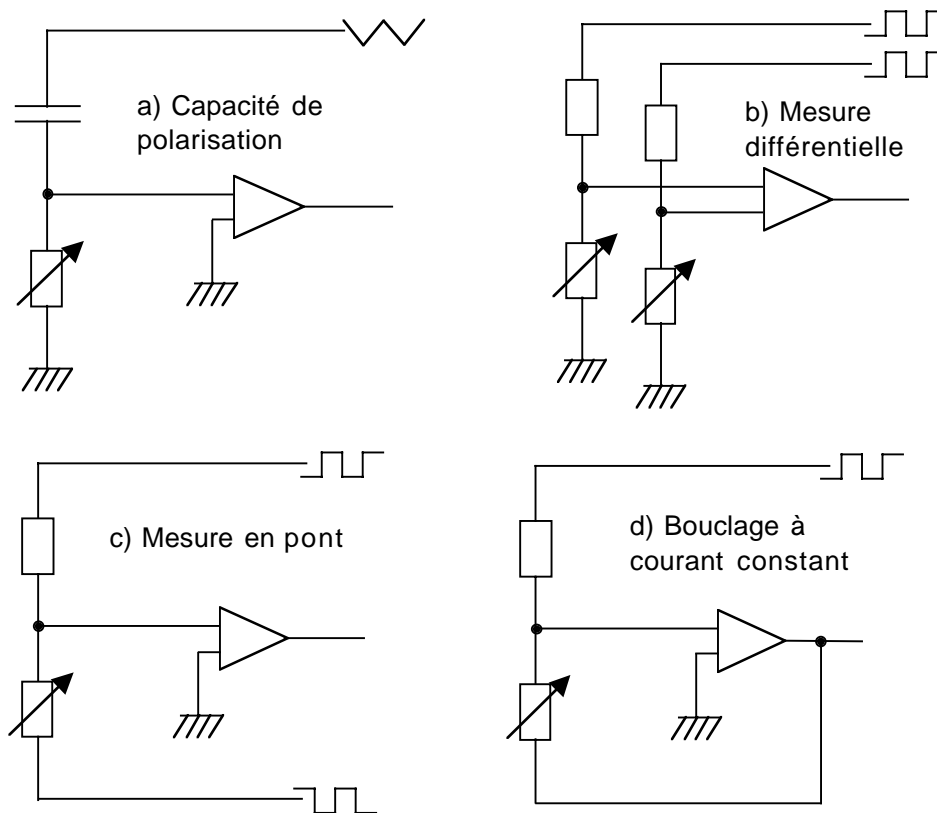 a) Capacité de
polarisation
b) Mesure
différentielle
c) Mesure en pont
d) Bouclage à
courant constant